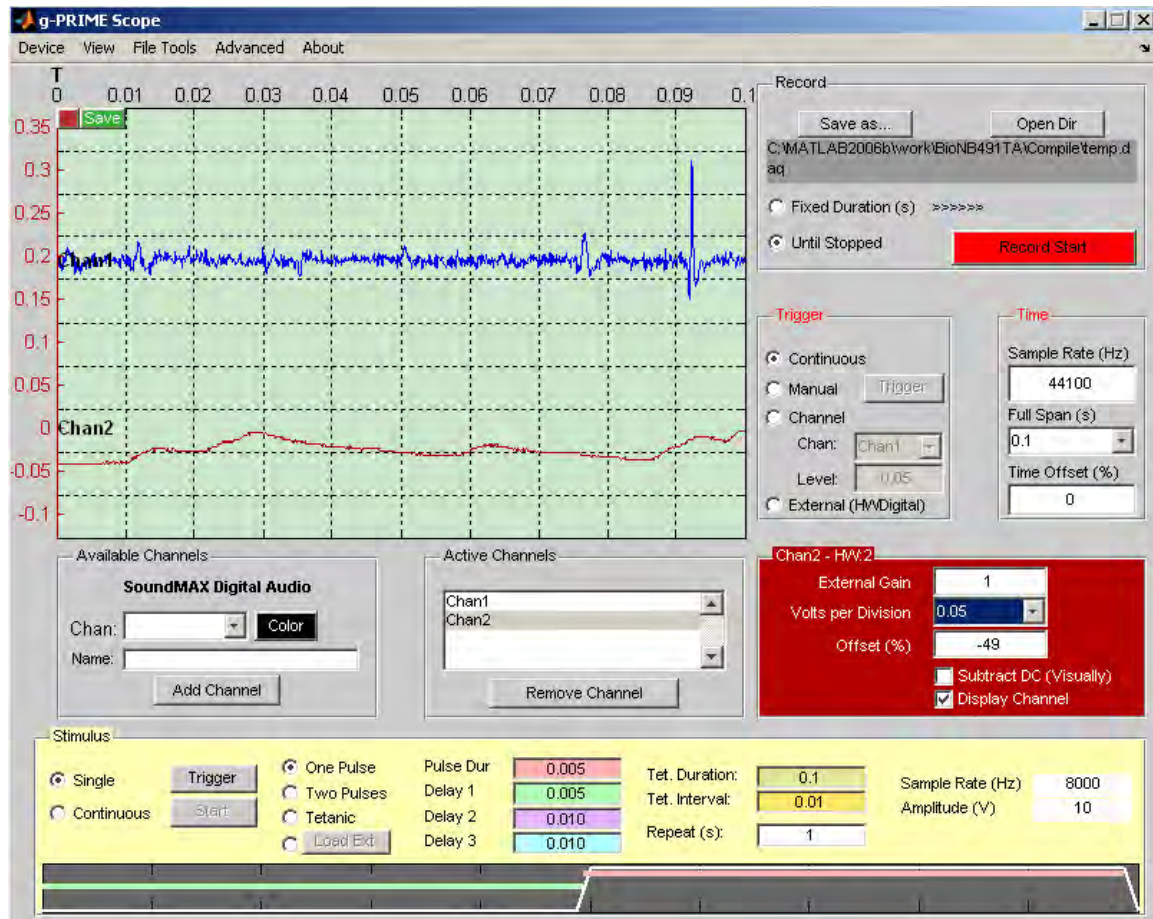 g-PRIME Scope
Device View File Tools Advanced About
T
0 0.01 0.02 0.03 0.04 0.05 0.06 0.07 0.08 0.09 0.1
Save
0.35
0.3
0.25
0.2
0.15
0.1
0.05
0
-0.05
-0.1
Chan1
Chan2
Record
Save as... Open Dir
C:\MATLAB2006b\work\BioNB491TA\Compile\temp.d
aq
Fixed Duration (s) >>>>>>
Until Stopped Record Start
Trigger
Continuous
Manual Trigger
Channel
Chan: Chan1
Level: 0.05
External (HWDigital)
Time
Sample Rate (Hz)
44100
Full Span (s)
0.1
Time Offset (%)
0
Available Channels
SoundMAX Digital Audio
Chan: Color
Name:
Add Channel
Active Channels
Chan1
Chan2
Remove Channel
Chan2 - HW:2
External Gain 1
Volts per Division 0.05
Offset (%) -49
Subtract DC (Visually)
Display Channel
Stimulus
Single Trigger
Continuous Start
One Pulse
Two Pulses
Tetanic
Load Ext
Pulse Dur 0.005
Delay 1 0.005
Delay 2 0.010
Delay 3 0.010
Tet. Duration: 0.1
Tet. Interval: 0.01
Repeat (s): 1
Sample Rate (Hz) 8000
Amplitude (V) 10